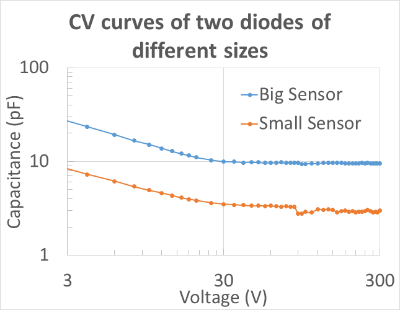 CV curves of two diodes of
different sizes
100
10
1
Capacitance (pF)
Big Sensor
Small Sensor
3
30
300
Voltage (V)